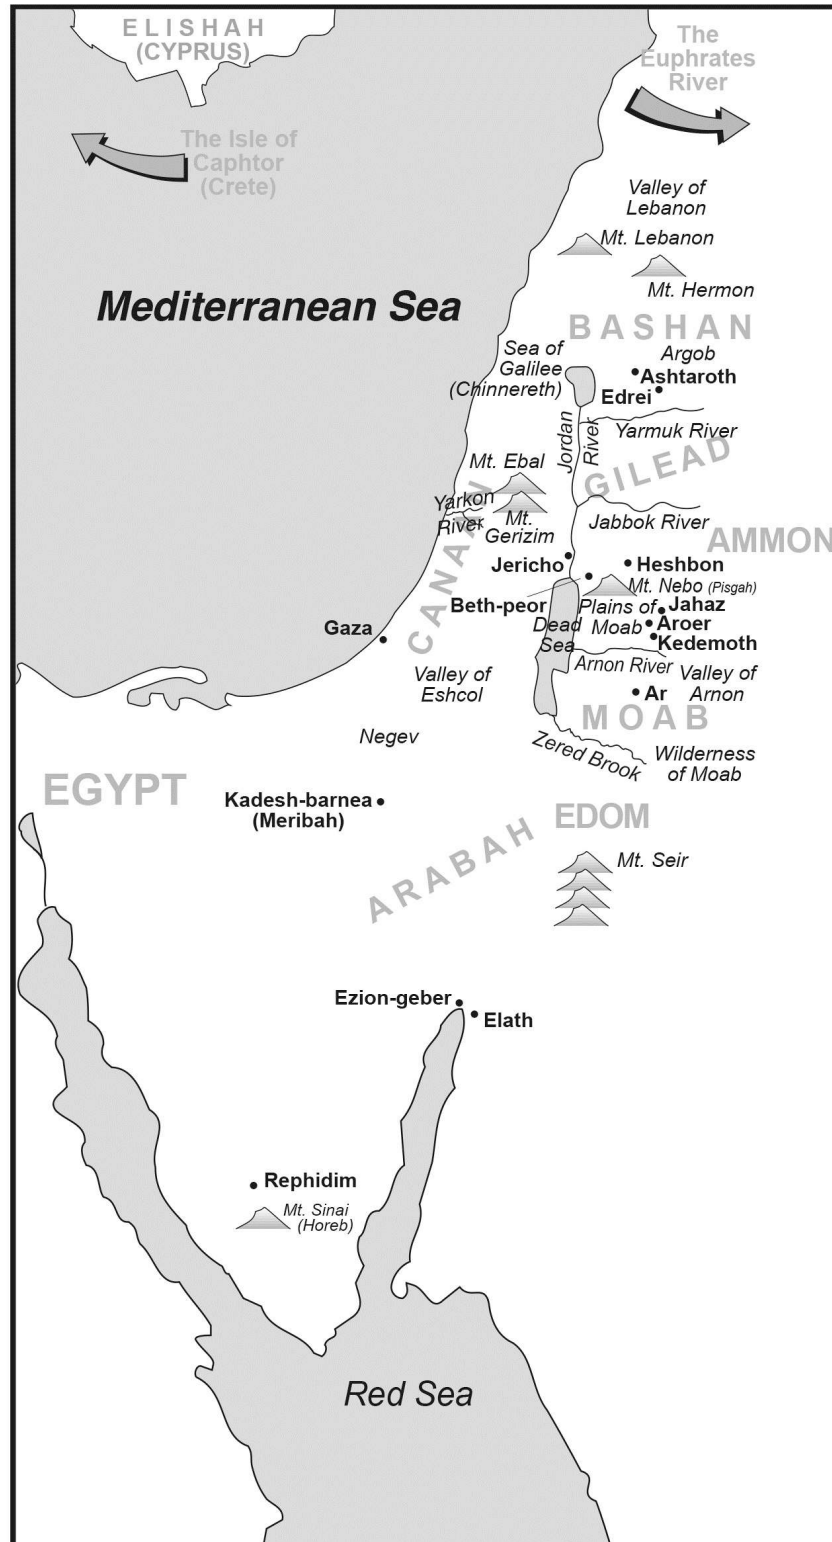 ELISHAH
(CYPRUS)
The
Euphrates
River
The Isle of
Caphtor
(Crete)
Valley of
Lebanon
Mt. Lebanon
Mt. Hermon
Mediterranean Sea
BASHAN
Sea of
Galilee
(Chinnereth)
Argob
Ashtaroth
Edrei
Jordan
River
Yarmuk River
GILEAD
Mt. Ebal
Yarkon
River
Mt.
Gerizim
Jabbok River
AMMON
CANAAN
Jericho
Heshbon
Mt. Nebo (Pisgah)
Beth-peor
Plains of
Moab
Jahaz
Aroer
Kedemoth
Dead
Sea
Gaza
Arnon River
Valley of
Arnon
Valley of
Eshcol
Ar
MOAB
Negev
Zered Brook
Wilderness
of Moab
EGYPT
Kadesh-barnea
(Meribah)
EDOM
ARABAH
Mt. Seir
Ezion-geber
Elath
Rephidim
Mt. Sinai
(Horeb)
Red Sea